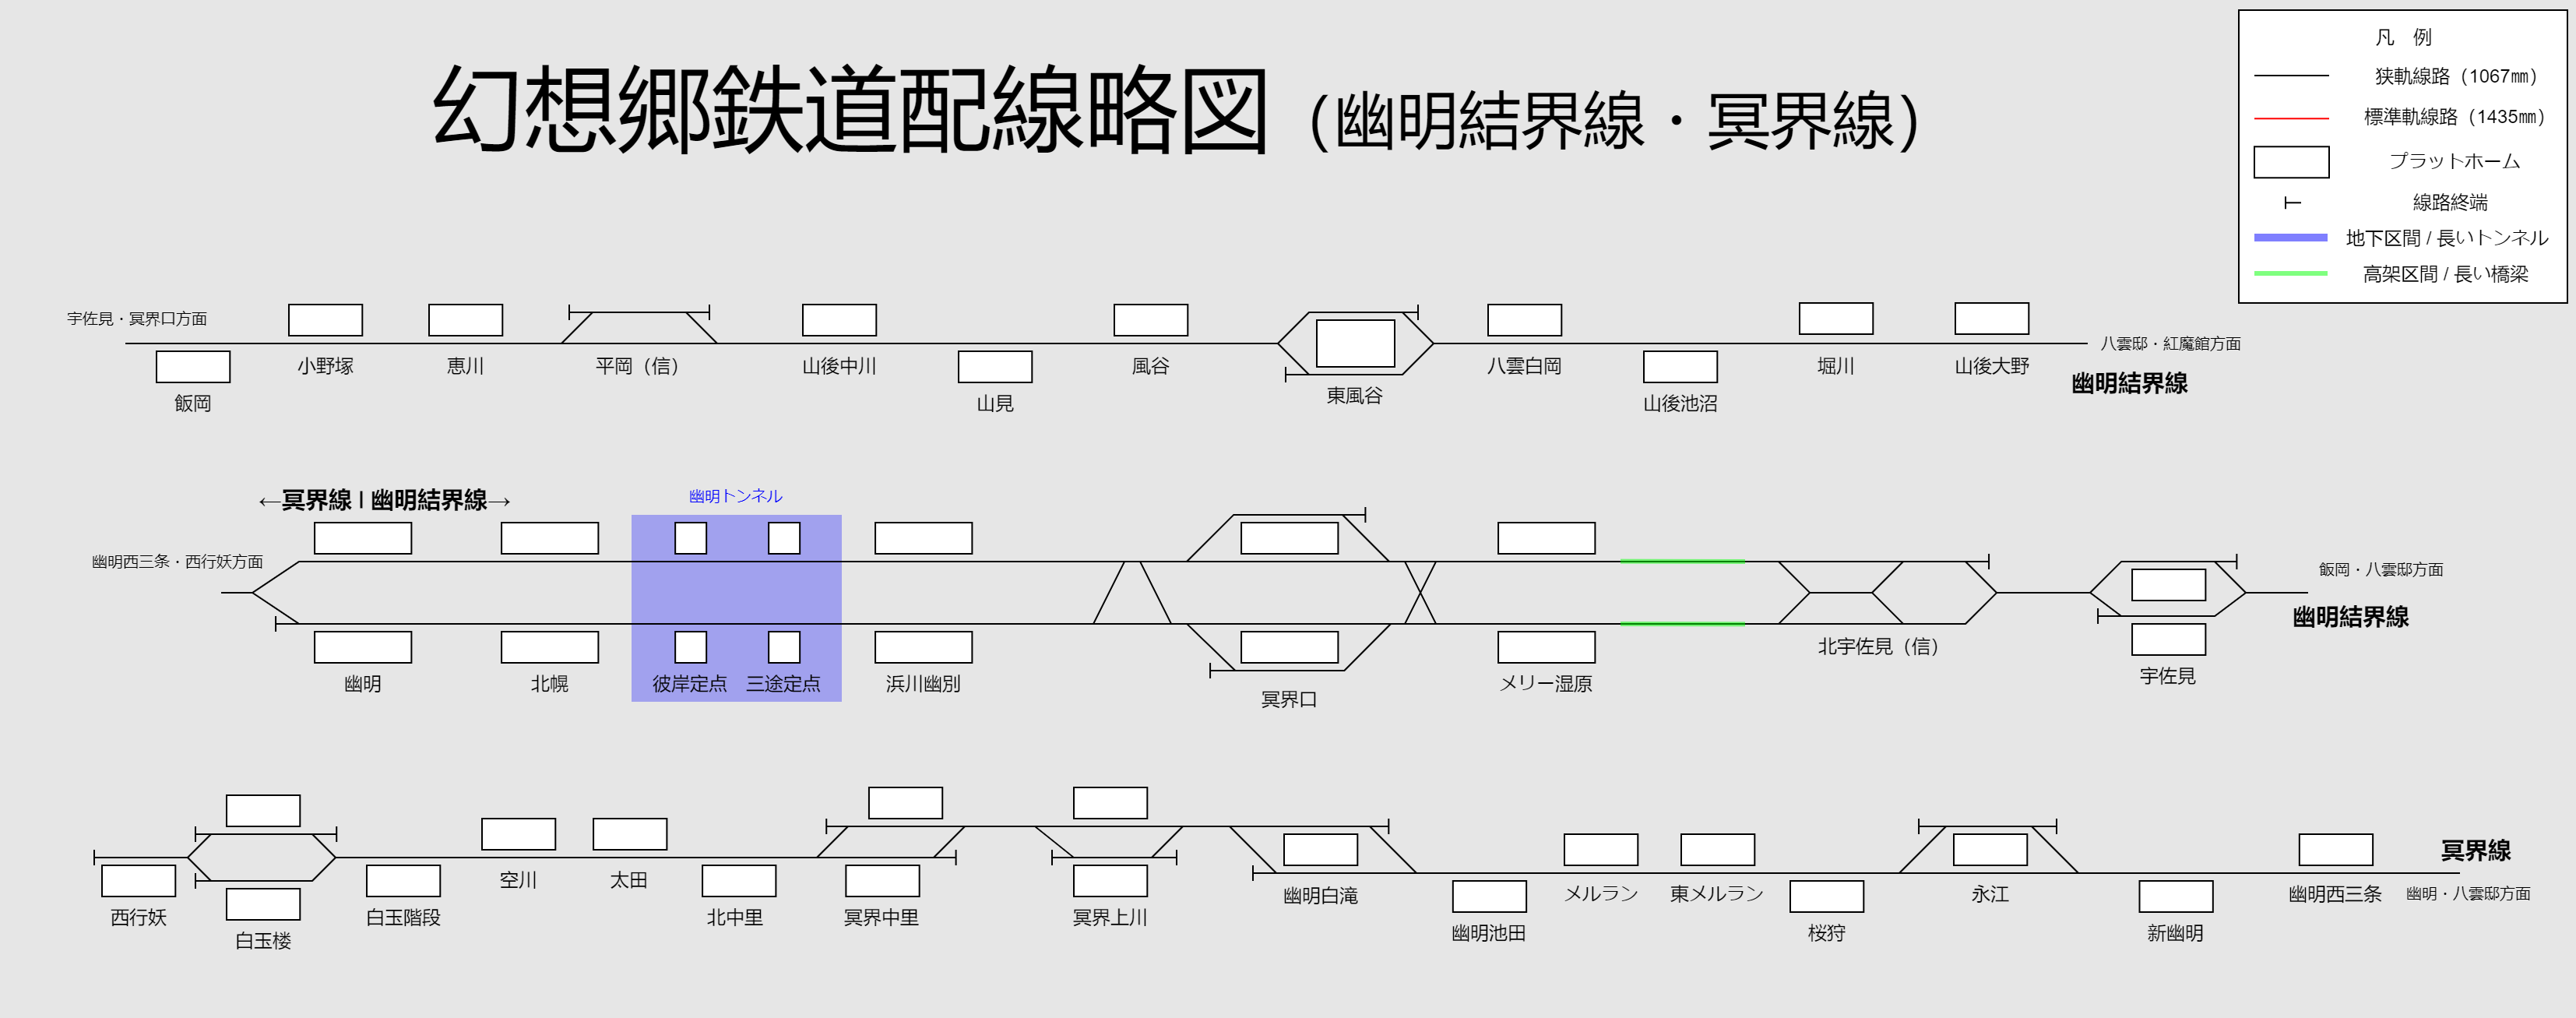 幻想郷鉄道配線略図（幽明結界線・冥界線）
凡　例
狭軌線路（1067㎜）
標準軌線路（1435㎜）
プラットホーム
線路終端
地下区間 / 長いトンネル
高架区間 / 長い橋梁
宇佐見・冥界口方面
飯岡
小野塚
恵川
平岡（信）
山後中川
山見
風谷
東風谷
八雲白岡
山後池沼
堀川
山後大野
八雲邸・紅魔館方面
幽明結界線
←冥界線 | 幽明結界線→
幽明トンネル
幽明西三条・西行妖方面
幽明
北幌
彼岸定点
三途定点
浜川幽別
冥界口
メリー湿原
北宇佐見（信）
宇佐見
飯岡・八雲邸方面
幽明結界線
西行妖
白玉楼
白玉階段
空川
太田
北中里
冥界中里
冥界上川
幽明白滝
幽明池田
メルラン
東メルラン
桜狩
永江
新幽明
幽明西三条
冥界線
幽明・八雲邸方面